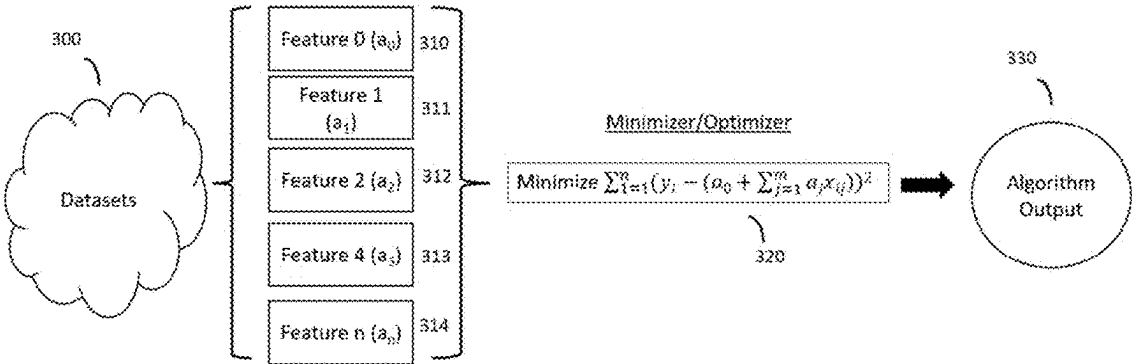 300
Datasets
Feature 0 (a₀)
310
Feature 1
(a₁)
311
Feature 2 (a₂)
312
Feature 4 (a₃)
313
Feature n (aₙ)
314
Minimizer/Optimizer
Minimize ∑ⁿᵢ₌₁(yᵢ − (a₀ + ∑ᵐⱼ₌₁ aⱼxᵢⱼ))²
320
330
Algorithm
Output